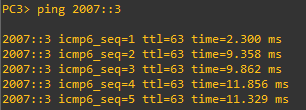 PC3> ping 2007::3
2007::3 icmp6_seq=1 ttl=63 time=2.300 ms
2007::3 icmp6_seq=2 ttl=63 time=9.358 ms
2007::3 icmp6_seq=3 ttl=63 time=9.862 ms
2007::3 icmp6_seq=4 ttl=63 time=11.856 ms
2007::3 icmp6_seq=5 ttl=63 time=11.329 ms